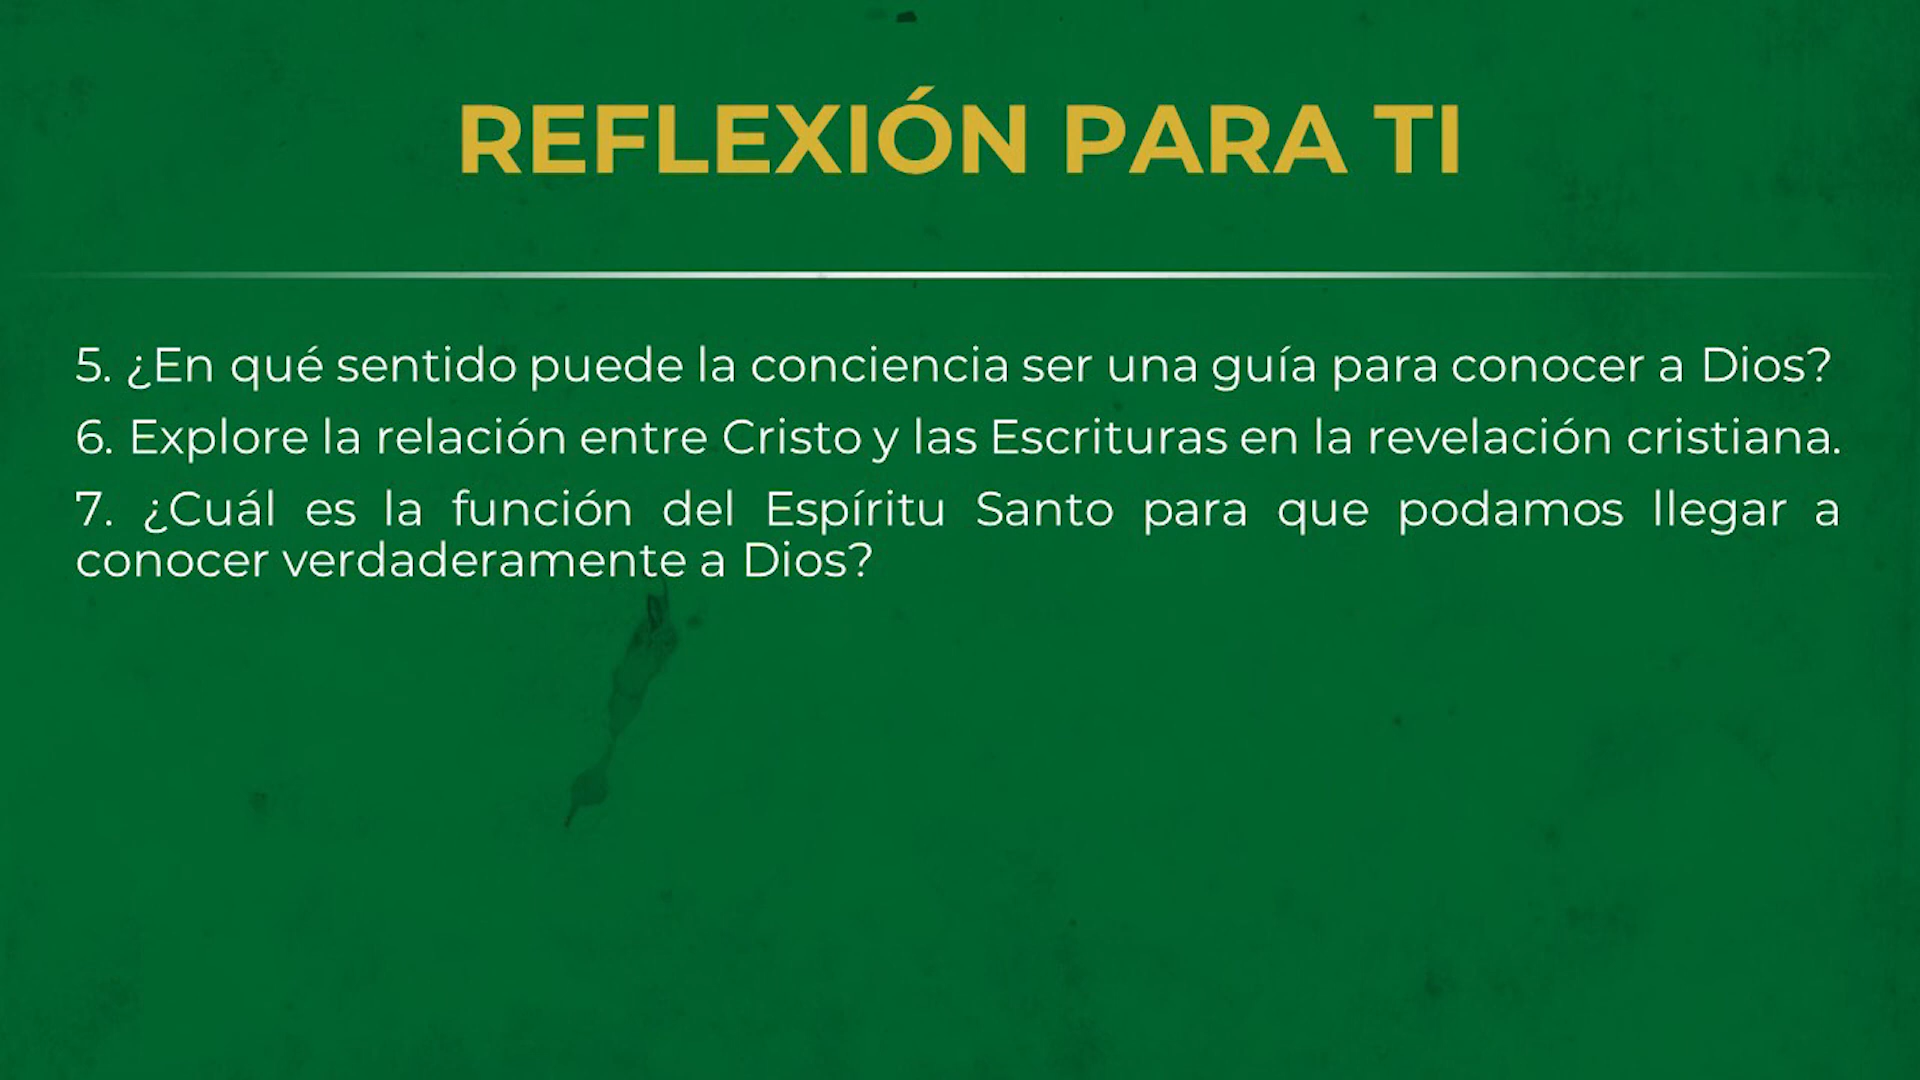 REFLEXIÓN PARA TI
5. ¿En qué sentido puede la conciencia ser una guía para conocer a Dios?
6. Explore la relación entre Cristo y las Escrituras en la revelación cristiana.
7. ¿Cuál es la función del Espíritu Santo para que podamos llegar a
conocer verdaderamente a Dios?